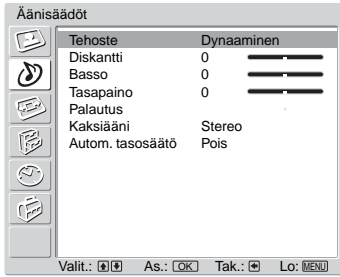 Äänisäädöt
Tehoste Dynaaminen
Diskantti 0
Basso 0
Tasapaino 0
Palautus
Kaksiääni Stereo
Autom. tasosäätö Pois
Valit.: As.: OK Tak.: Lo: MENU